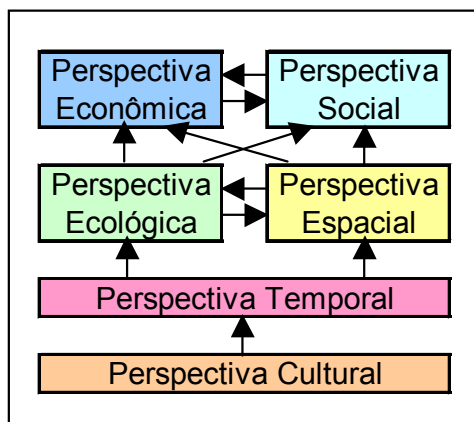 Perspectiva
Econômica
Perspectiva
Social
Perspectiva
Ecológica
Perspectiva
Espacial
Perspectiva Temporal
Perspectiva Cultural